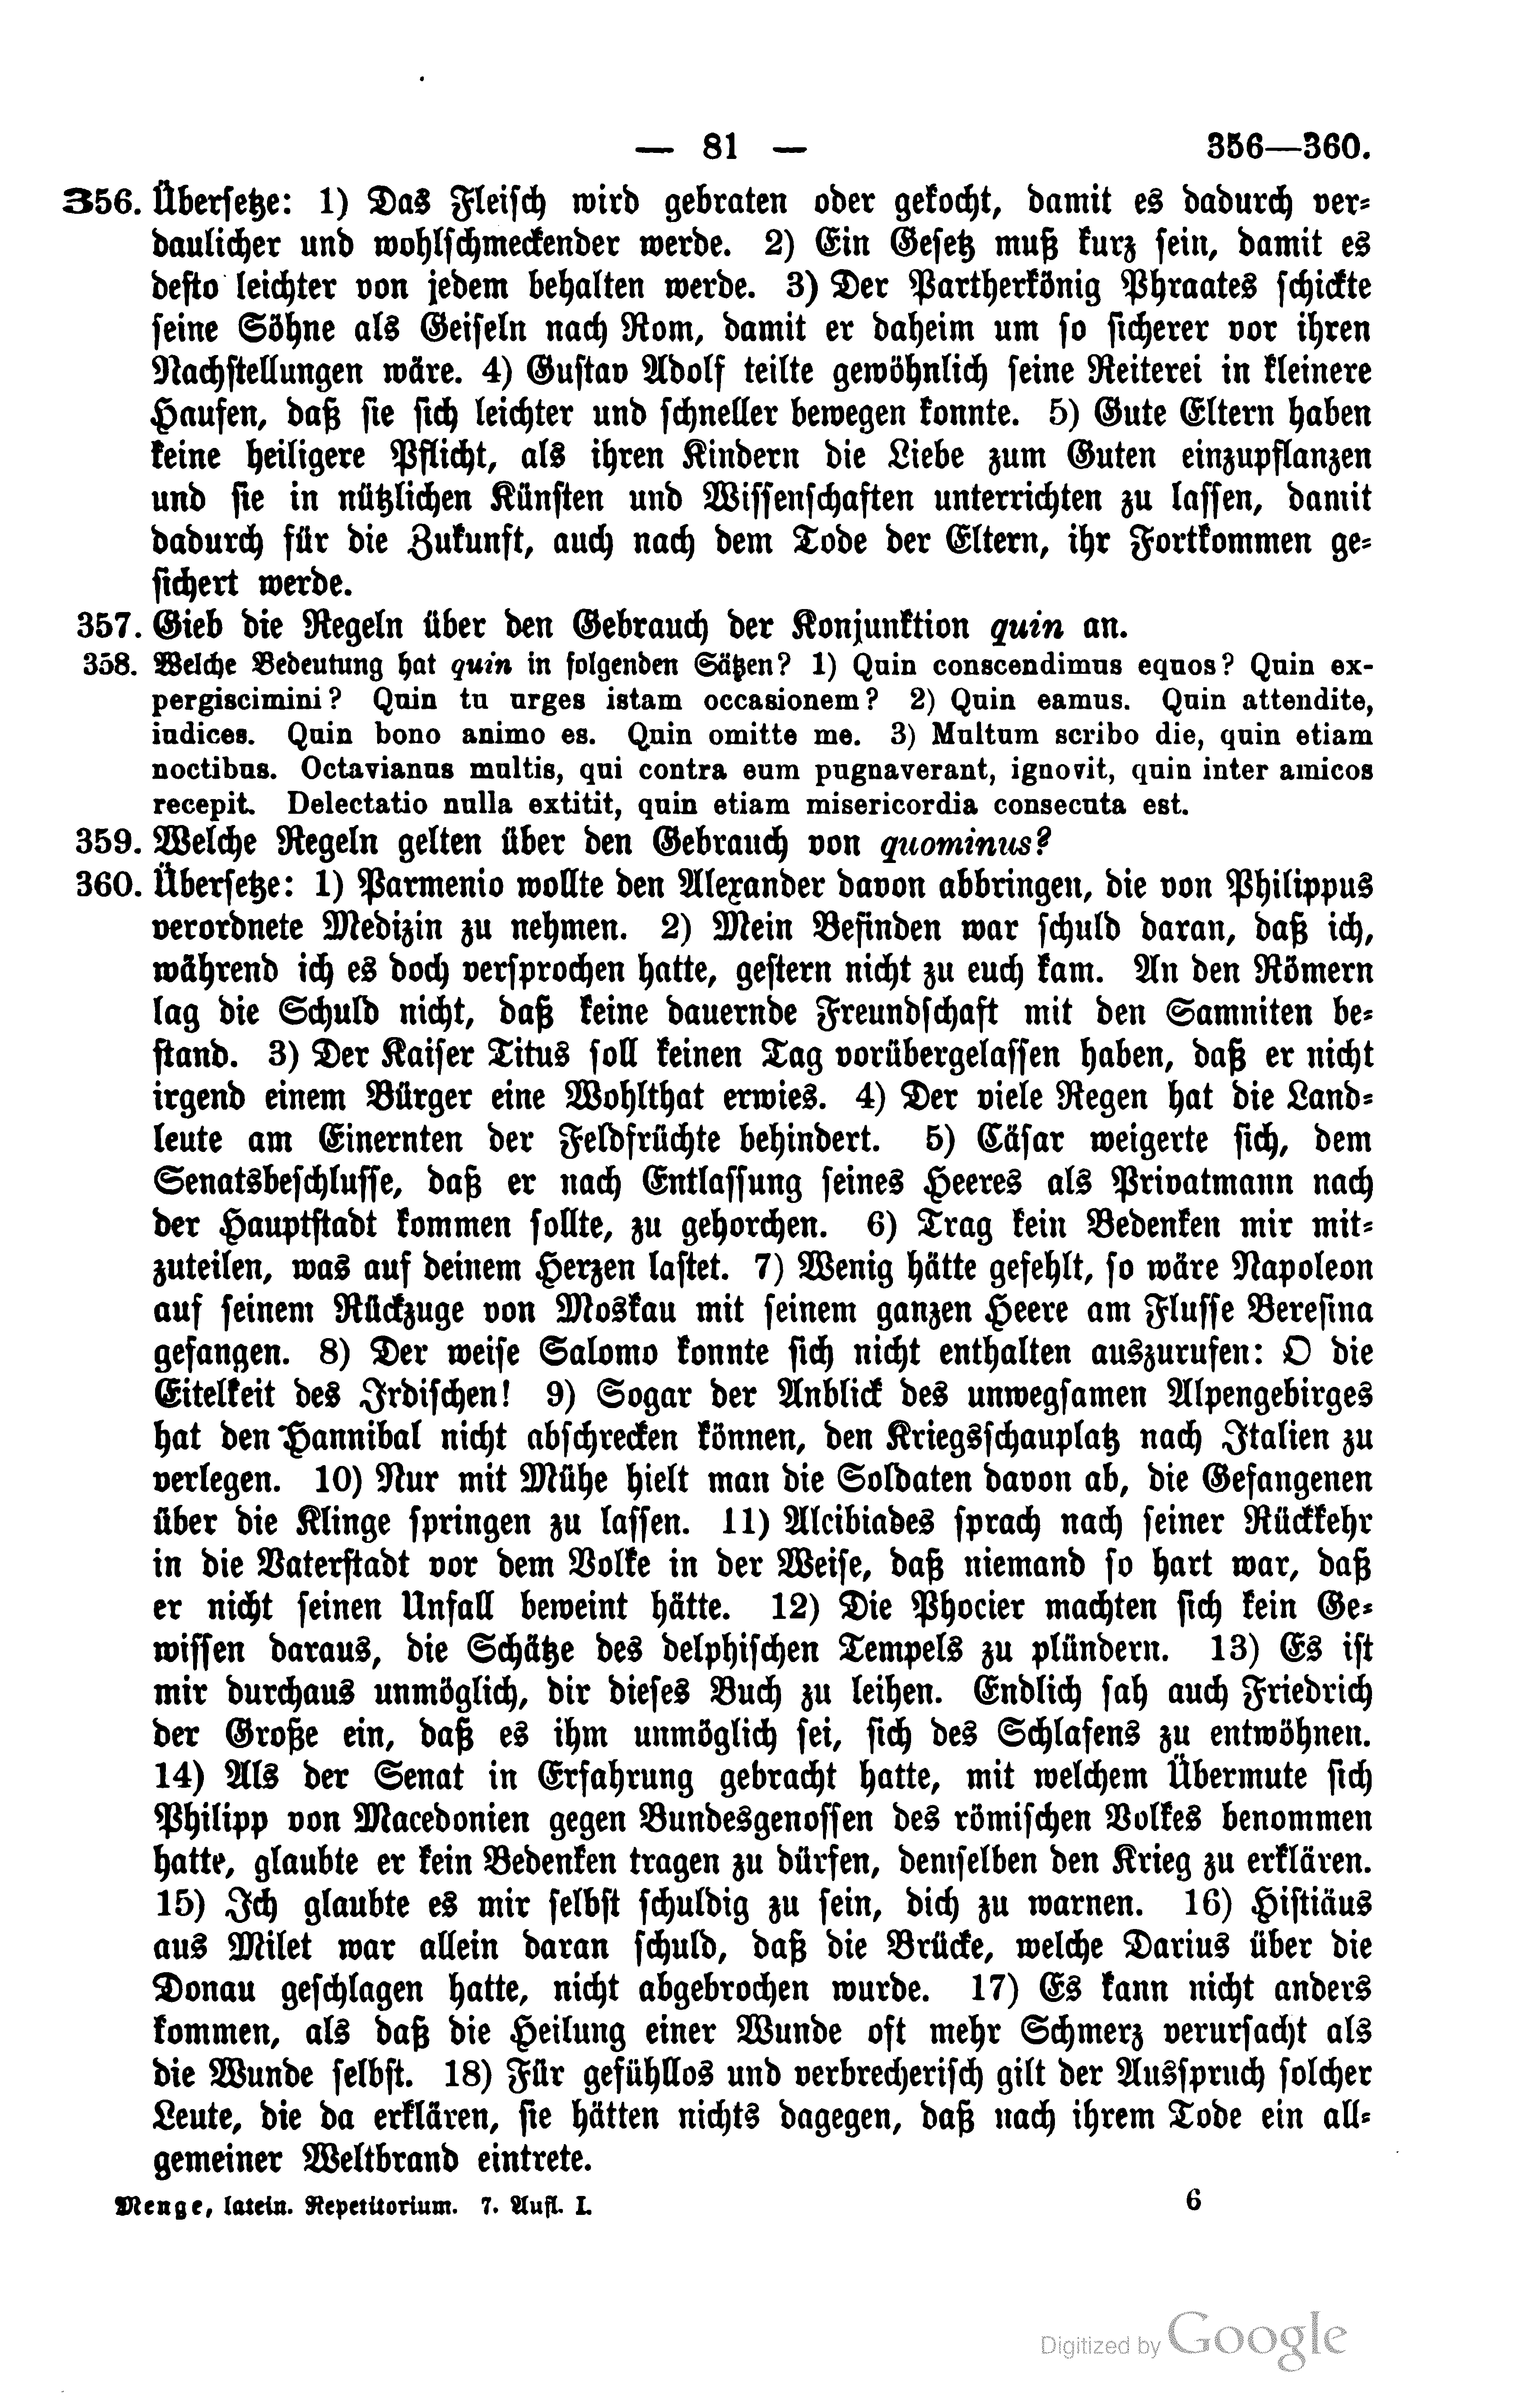 — 81 — 356—360.
356. Übersetze: 1) Das Fleisch wird gebraten oder gekocht, damit es dadurch ver-
daulicher und wohlschmeckender werde. 2) Ein Gesetz muß kurz sein, damit es
desto leichter von jedem behalten werde. 3) Der Partherkönig Phraates schickte
seine Söhne als Geiseln nach Rom, damit er daheim um so sicherer vor ihren
Nachstellungen wäre. 4) Gustav Adolf teilte gewöhnlich seine Reiterei in kleinere
Haufen, daß sie sich leichter und schneller bewegen konnte. 5) Gute Eltern haben
keine heiligere Pflicht, als ihren Kindern die Liebe zum Guten einzupflanzen
und sie in nützlichen Künsten und Wissenschaften unterrichten zu lassen, damit
dadurch für die Zukunft, auch nach dem Tode der Eltern, ihr Fortkommen ge-
sichert werde.
357. Gieb die Regeln über den Gebrauch der Konjunktion quin an.
358. Welche Bedeutung hat quin in folgenden Sätzen? 1) Quin conscendimus equos? Quin ex-
pergiscimini? Quin tu urges istam occasionem? 2) Quin eamus. Quin attendite,
iudices. Quin bono animo es. Quin omitte me. 3) Multum scribo die, quin etiam
noctibus. Octavianus multis, qui contra eum pugnaverant, ignovit, quin inter amicos
recepit. Delectatio nulla extitit, quin etiam misericordia consecuta est.
359. Welche Regeln gelten über den Gebrauch von quominus?
360. Übersetze: 1) Parmenio wollte den Alexander davon abbringen, die von Philippus
verordnete Medizin zu nehmen. 2) Mein Befinden war schuld daran, daß ich,
während ich es doch versprochen hatte, gestern nicht zu euch kam. An den Römern
lag die Schuld nicht, daß keine dauernde Freundschaft mit den Samniten be-
stand. 3) Der Kaiser Titus soll keinen Tag vorübergelassen haben, daß er nicht
irgend einem Bürger eine Wohlthat erwies. 4) Der viele Regen hat die Land-
leute am Einernten der Feldfrüchte behindert. 5) Cäsar weigerte sich, dem
Senatsbeschlusse, daß er nach Entlassung seines Heeres als Privatmann nach
der Hauptstadt kommen sollte, zu gehorchen. 6) Trag kein Bedenken mir mit-
zuteilen, was auf deinem Herzen lastet. 7) Wenig hätte gefehlt, so wäre Napoleon
auf seinem Rückzuge von Moskau mit seinem ganzen Heere am Flusse Beresina
gefangen. 8) Der weise Salomo konnte sich nicht enthalten auszurufen: O die
Eitelkeit des Irdischen! 9) Sogar der Anblick des unwegsamen Alpengebirges
hat den Hannibal nicht abschrecken können, den Kriegsschauplatz nach Italien zu
verlegen. 10) Nur mit Mühe hielt man die Soldaten davon ab, die Gefangenen
über die Klinge springen zu lassen. 11) Alcibiades sprach nach seiner Rückkehr
in die Vaterstadt vor dem Volke in der Weise, daß niemand so hart war, daß
er nicht seinen Unfall beweint hätte. 12) Die Phocier machten sich kein Ge-
wissen daraus, die Schätze des delphischen Tempels zu plündern. 13) Es ist
mir durchaus unmöglich, dir dieses Buch zu leihen. Endlich sah auch Friedrich
der Große ein, daß es ihm unmöglich sei, sich des Schlafens zu entwöhnen.
14) Als der Senat in Erfahrung gebracht hatte, mit welchem Übermute sich
Philipp von Macedonien gegen Bundesgenossen des römischen Volkes benommen
hatte, glaubte er kein Bedenken tragen zu dürfen, demselben den Krieg zu erklären.
15) Ich glaubte es mir selbst schuldig zu sein, dich zu warnen. 16) Histiäus
aus Milet war allein daran schuld, daß die Brücke, welche Darius über die
Donau geschlagen hatte, nicht abgebrochen wurde. 17) Es kann nicht anders
kommen, als daß die Heilung einer Wunde oft mehr Schmerz verursacht als
die Wunde selbst. 18) Für gefühllos und verbrecherisch gilt der Ausspruch solcher
Leute, die da erklären, sie hätten nichts dagegen, daß nach ihrem Tode ein all-
gemeiner Weltbrand eintrete.
Menge, latein. Repetitorium. 7. Aufl. I. 6
Digitized by Google